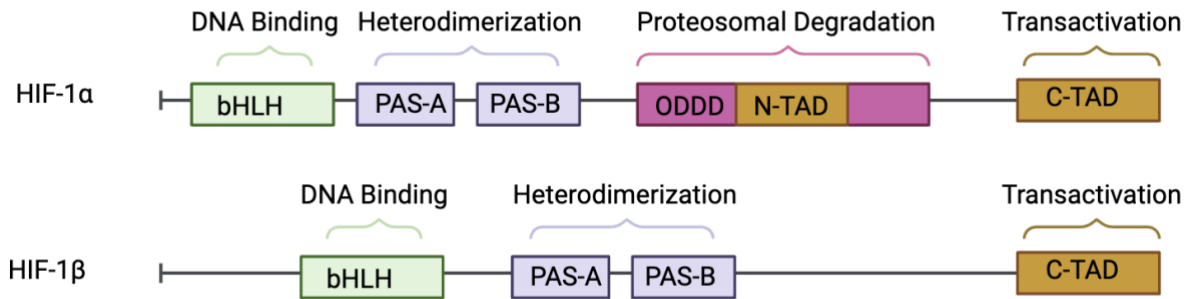 DNA Binding Heterodimerization Proteosomal Degradation Transactivation
HIF-1α bHLH PAS-A PAS-B ODDD N-TAD C-TAD
DNA Binding Heterodimerization Transactivation
HIF-1β bHLH PAS-A PAS-B C-TAD